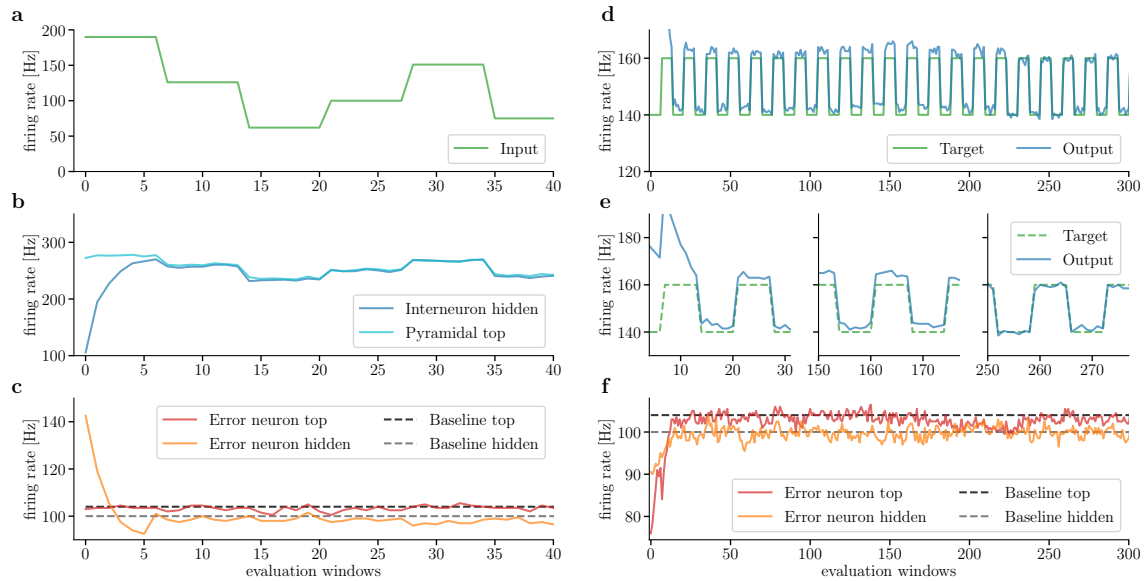 a
firing rate [Hz]
200
150
100
50
0
Input
0 5 10 15 20 25 30 35 40
b
firing rate [Hz]
300
200
100
Interneuron hidden
Pyramidal top
0 5 10 15 20 25 30 35 40
c
firing rate [Hz]
140
120
100
Error neuron top
Error neuron hidden
Baseline top
Baseline hidden
0 5 10 15 20 25 30 35 40
evaluation windows
d
firing rate [Hz]
160
140
120
Target
Output
0 50 100 150 200 250 300
e
firing rate [Hz]
180
160
140
Target
Output
10 20 30
150 160 170
250 260 270
f
firing rate [Hz]
100
90
80
Error neuron top
Error neuron hidden
Baseline top
Baseline hidden
0 50 100 150 200 250 300
evaluation windows